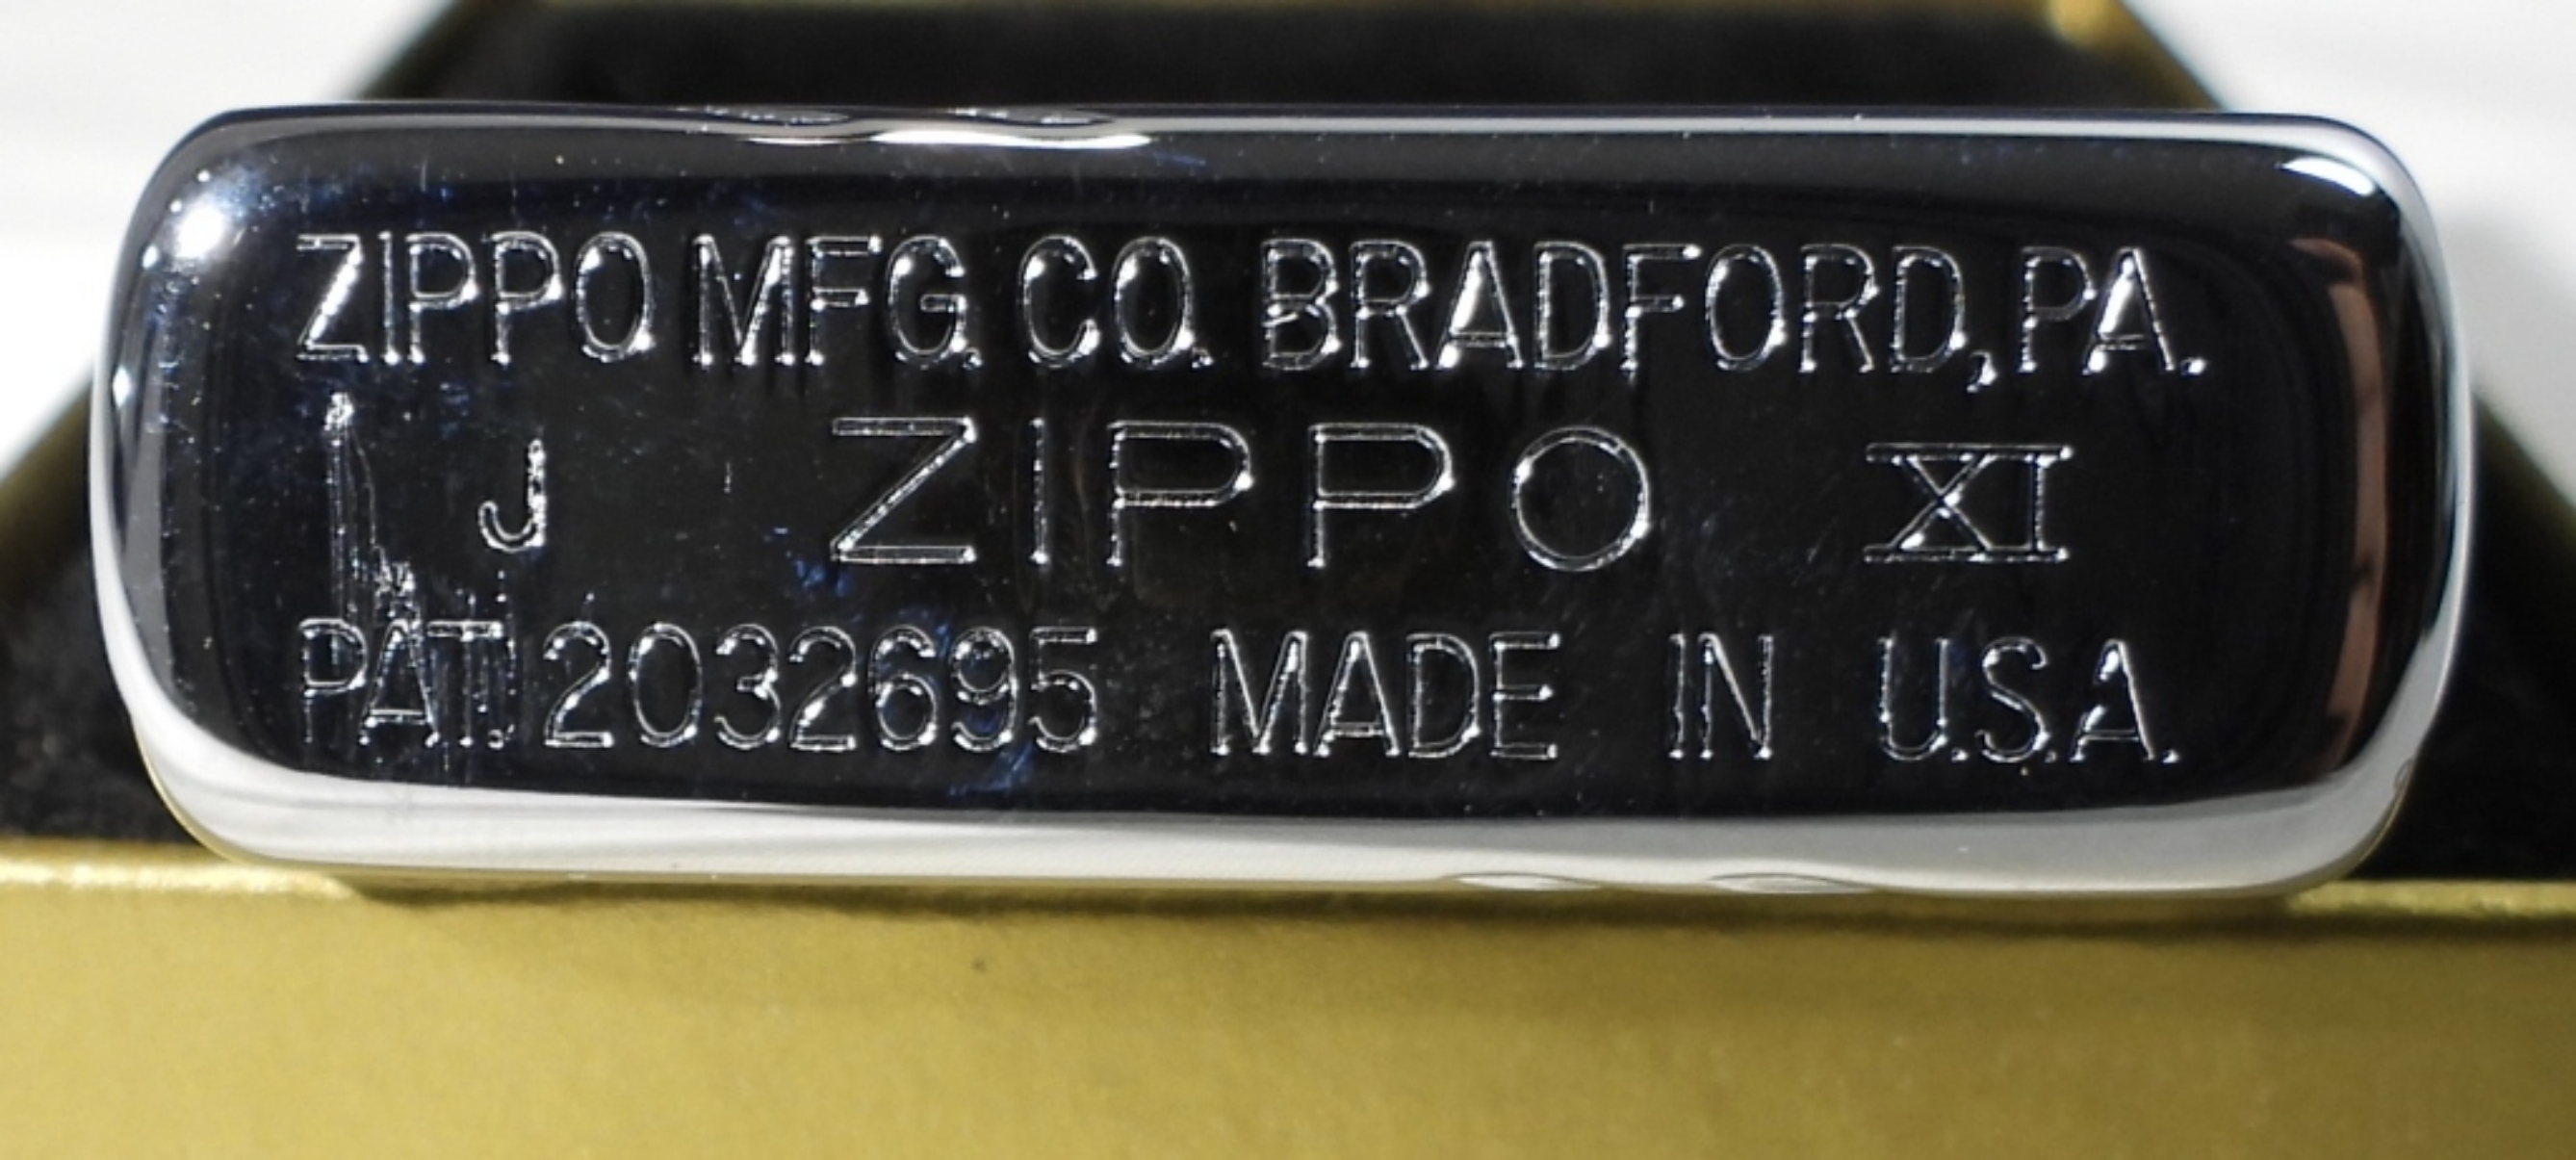 ZIPPO MFG. CO. BRADFORD, PA.
J ZIPPO XI
PAT. 2032695 MADE IN U.S.A.